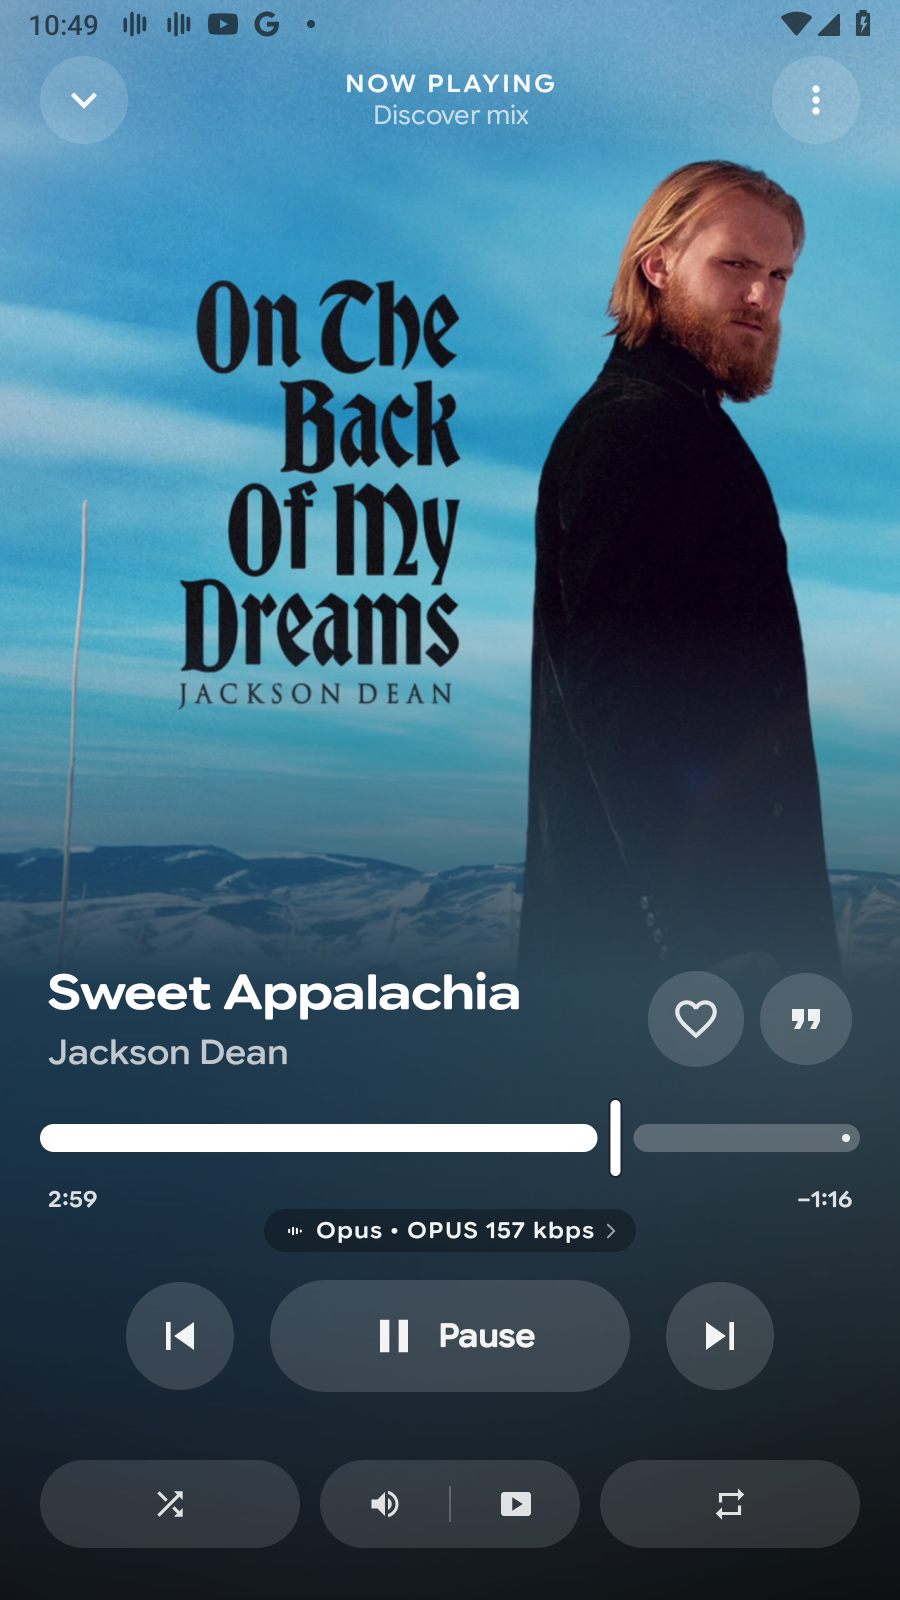 10:49
NOW PLAYING
Discover mix
On The
Back
Of My
Dreams
JACKSON DEAN
Sweet Appalachia
Jackson Dean
2:59
−1:16
Opus • OPUS 157 kbps
Pause